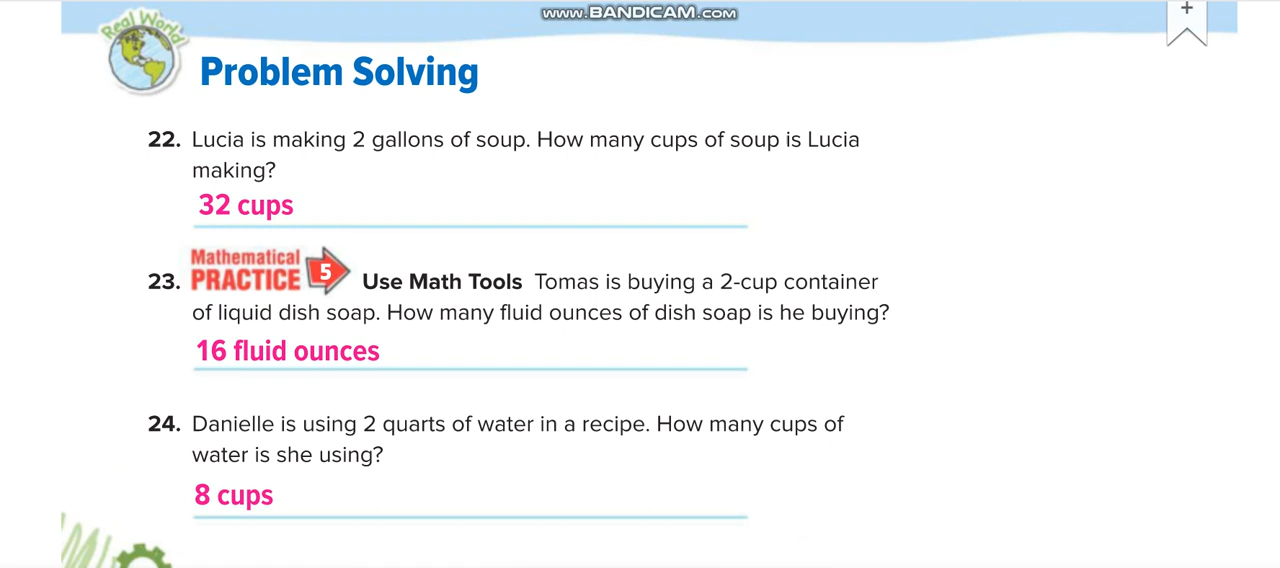 www.BANDICAM.com
+
Real World
Problem Solving
22. Lucia is making 2 gallons of soup. How many cups of soup is Lucia
making?
32 cups
Mathematical
23. PRACTICE 5 Use Math Tools Tomas is buying a 2-cup container
of liquid dish soap. How many fluid ounces of dish soap is he buying?
16 fluid ounces
24. Danielle is using 2 quarts of water in a recipe. How many cups of
water is she using?
8 cups